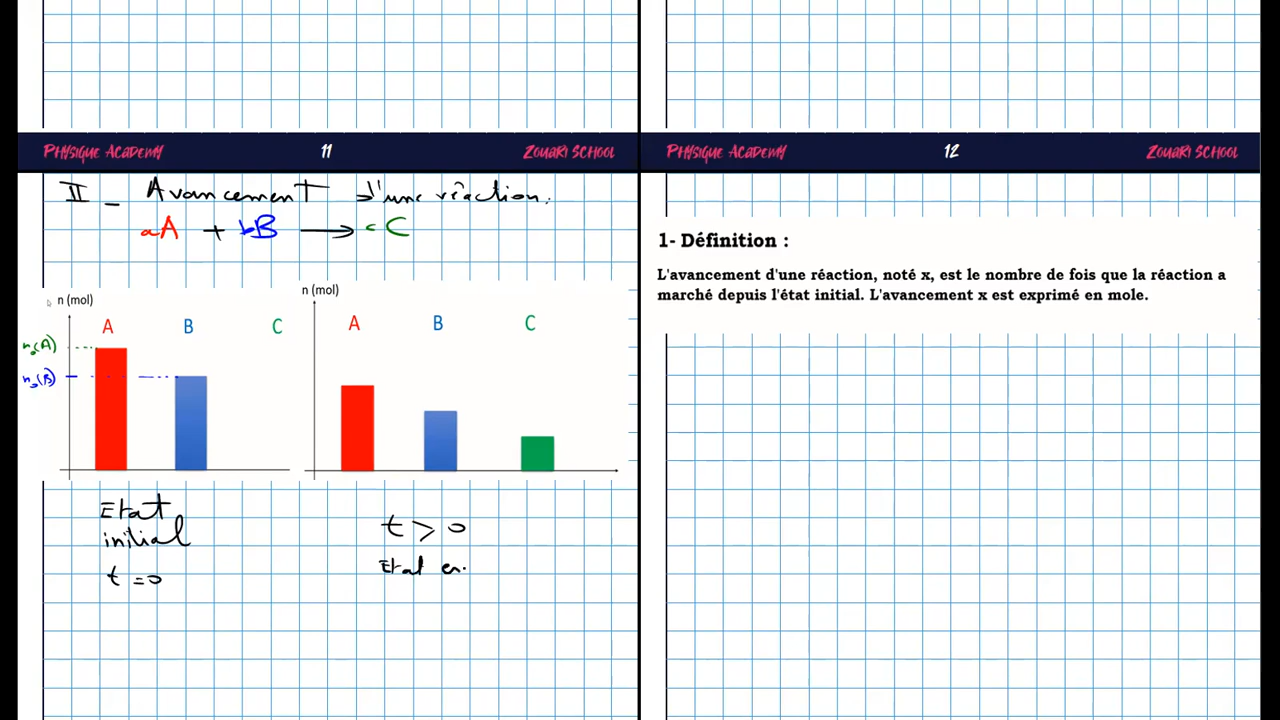 Physique Academy 11 Zouari School
II _ Avancement d'une réaction.
aA + bB → cC
n (mol)
A B C
n₀(A)
n₀(B)
n (mol)
A B C
Etat
initial
t = 0
t > 0
Etat en.
Physique Academy 12 Zouari School
1- Définition :
L'avancement d'une réaction, noté x, est le nombre de fois que la réaction a
marché depuis l'état initial. L'avancement x est exprimé en mole.